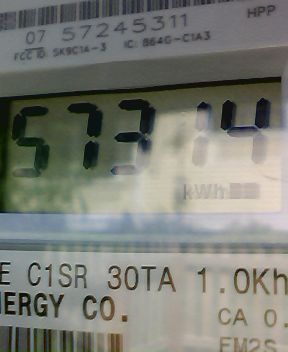 HPP
07 57245311
FCC ID: SK9C1A-3 IC: 864G-C1A3
57314
kWh
E C1SR 30TA 1.0Kh
NERGY CO.
CA 0.
FM2S